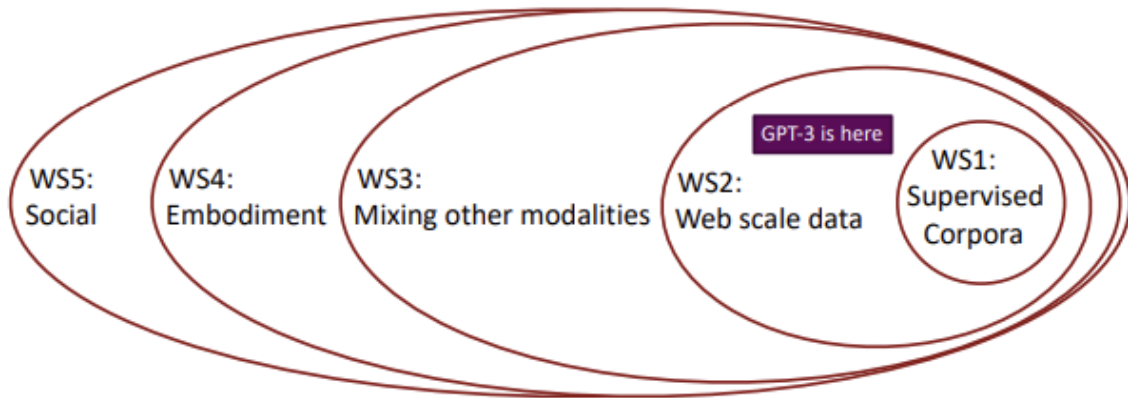 WS5:
Social
WS4:
Embodiment
WS3:
Mixing other modalities
GPT-3 is here
WS2:
Web scale data
WS1:
Supervised
Corpora